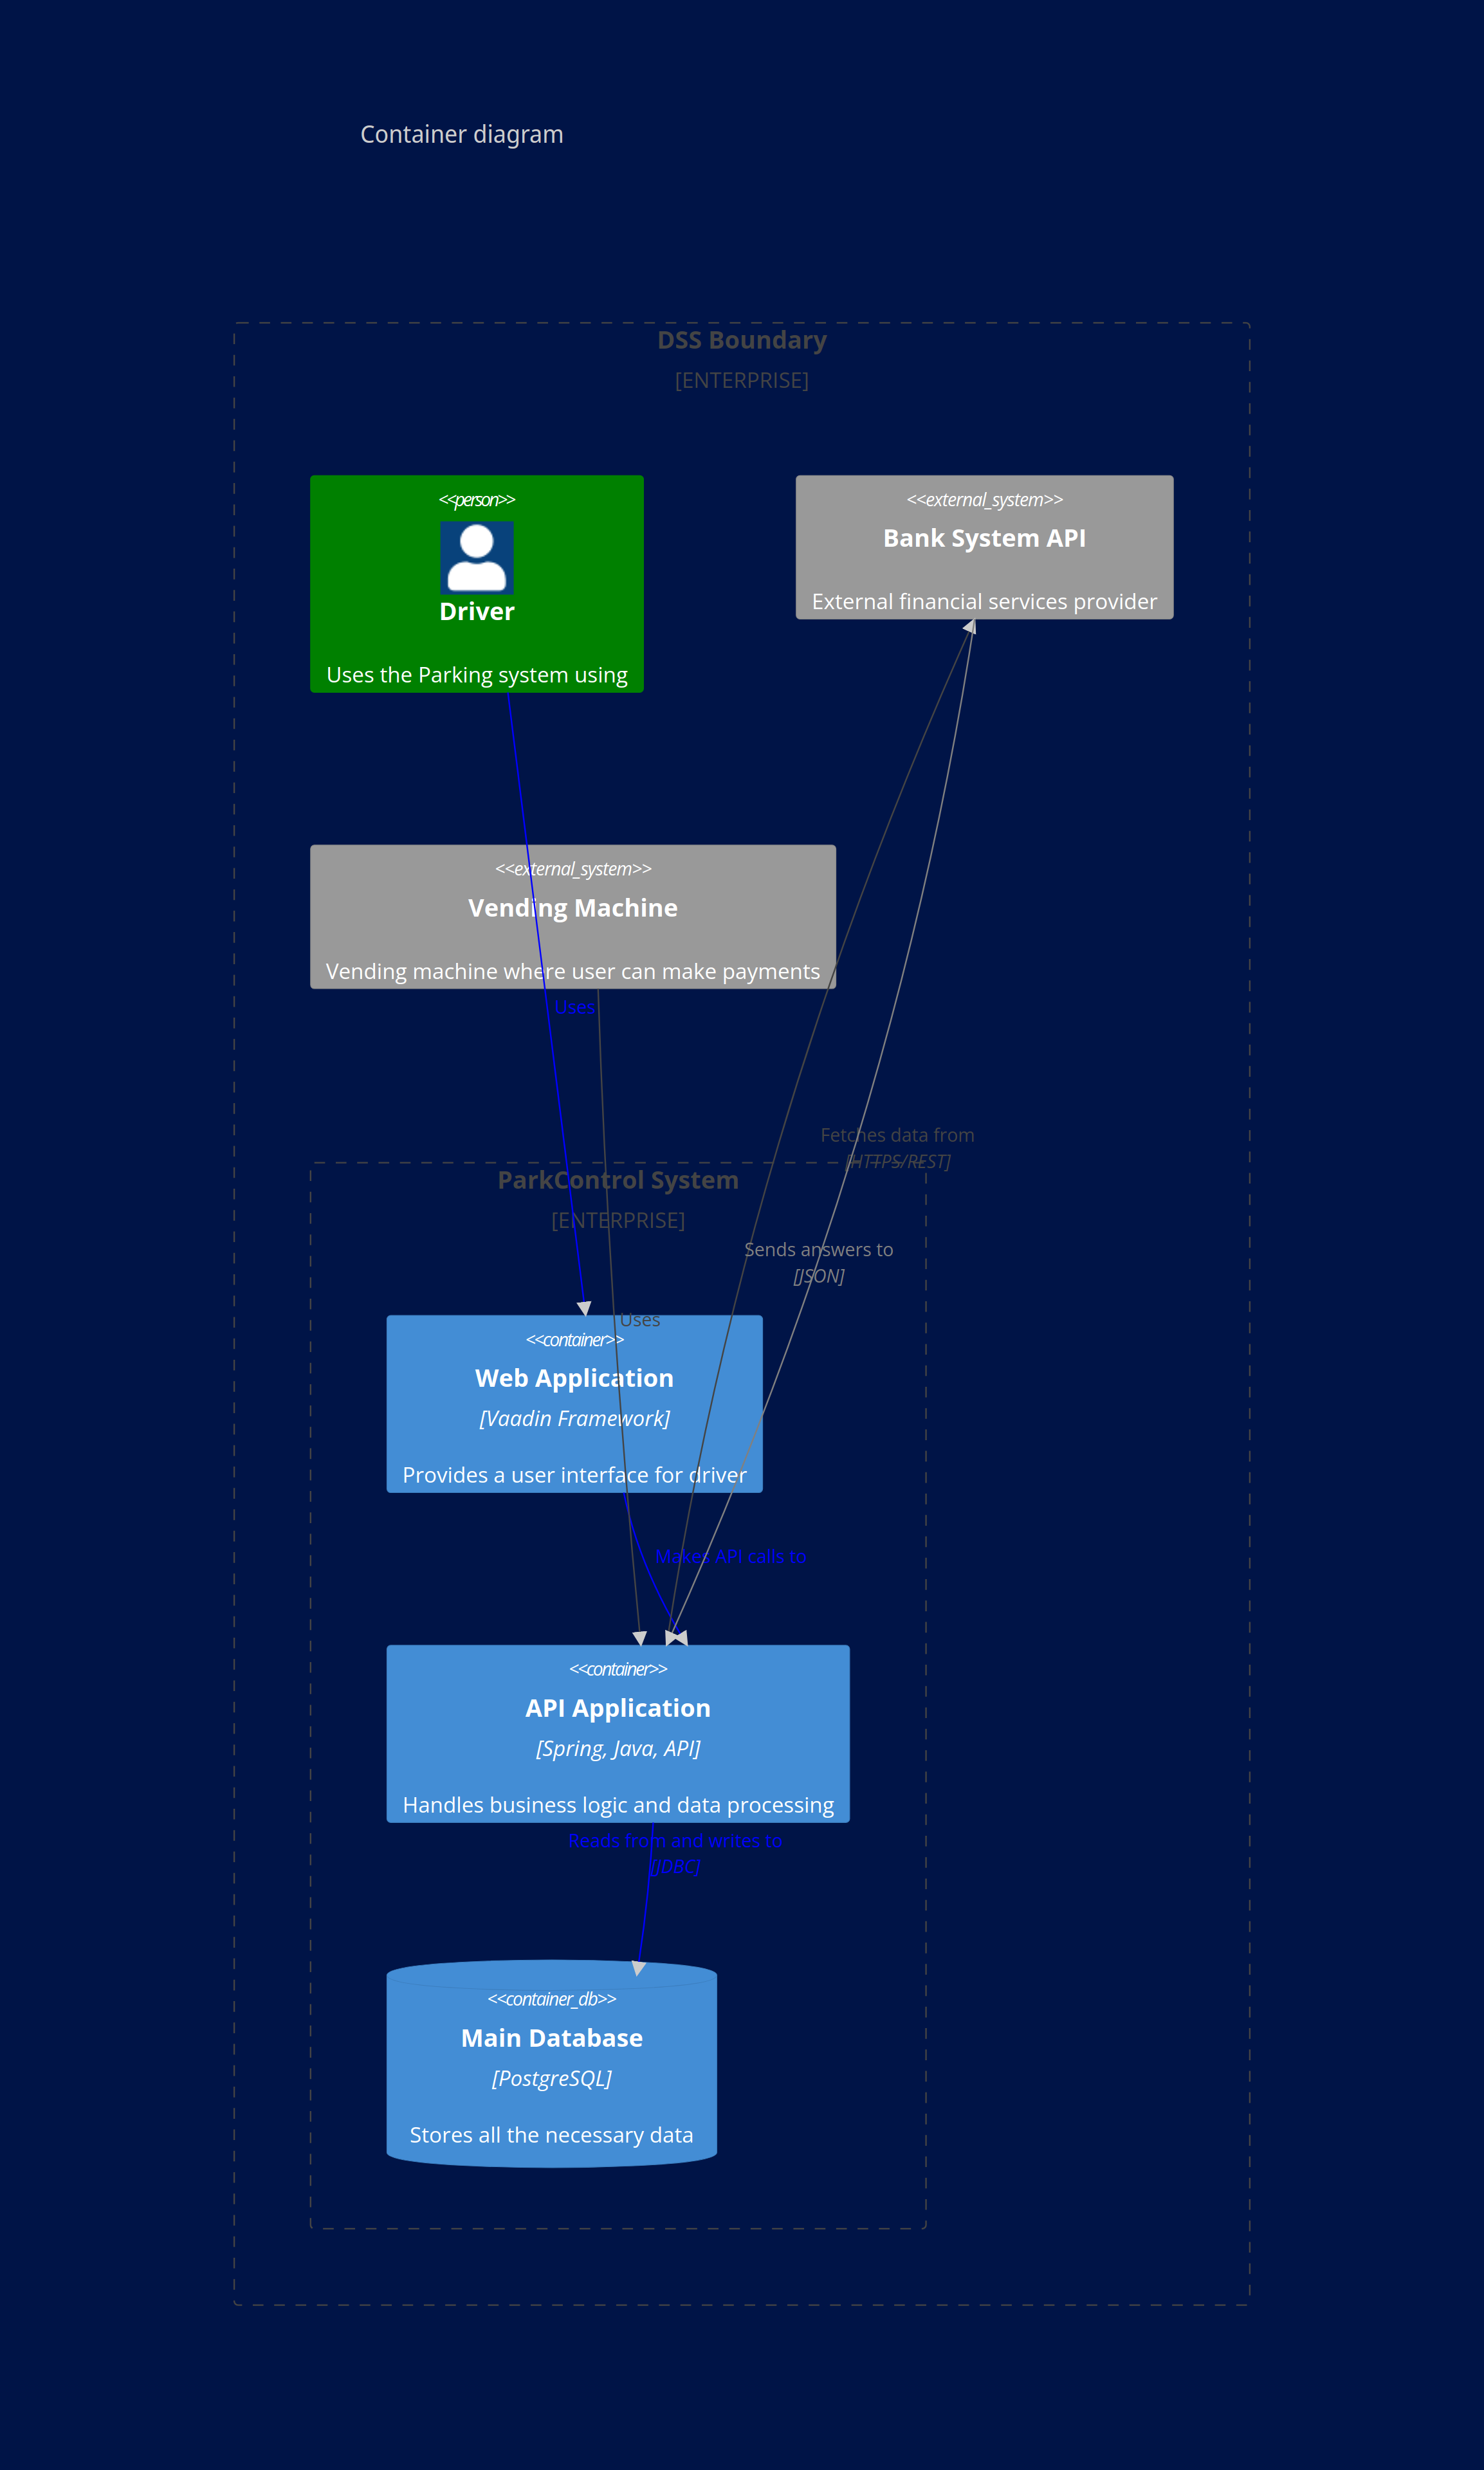 Container diagram
DSS Boundary
[ENTERPRISE]
<<person>>
Driver
Uses the Parking system using
<<external_system>>
Bank System API
External financial services provider
<<external_system>>
Vending Machine
Vending machine where user can make payments
Uses
Fetches data from
[HTTPS/REST]
ParkControl System
[ENTERPRISE]
Sends answers to
[JSON]
Uses
<<container>>
Web Application
[Vaadin Framework]
Provides a user interface for driver
Makes API calls to
<<container>>
API Application
[Spring, Java, API]
Handles business logic and data processing
Reads from and writes to
[JDBC]
<<container_db>>
Main Database
[PostgreSQL]
Stores all the necessary data